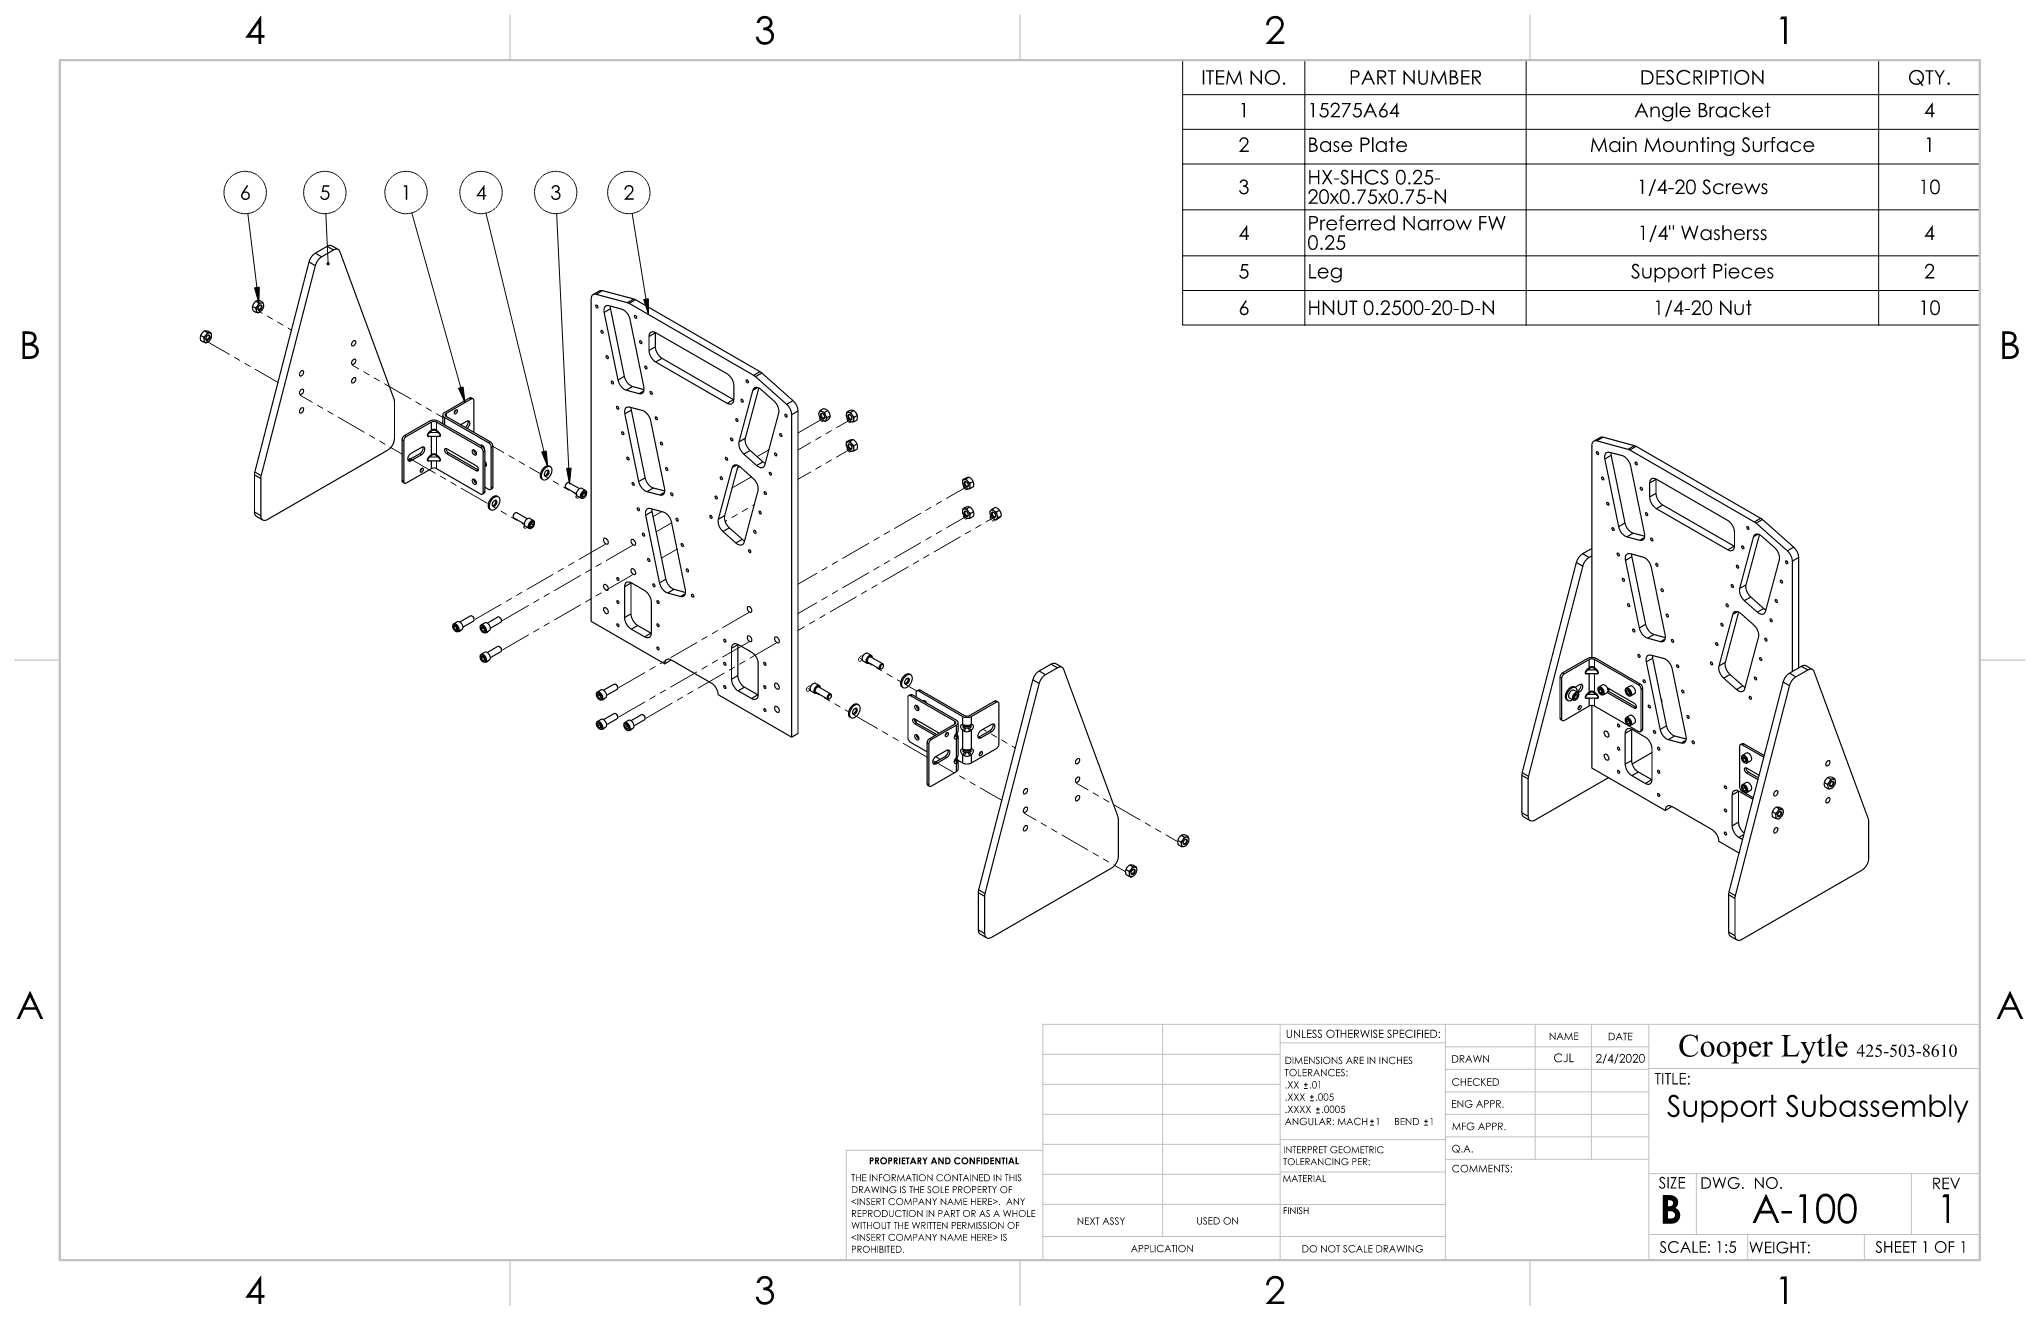 4 3 2 1
ITEM NO. PART NUMBER DESCRIPTION QTY.
1 15275A64 Angle Bracket 4
2 Base Plate Main Mounting Surface 1
3 HX-SHCS 0.25-
20x0.75x0.75-N 1/4-20 Screws 10
4 Preferred Narrow FW
0.25 1/4" Washerss 4
5 Leg Support Pieces 2
6 HNUT 0.2500-20-D-N 1/4-20 Nut 10
6 5 1 4 3 2
B B
A A
UNLESS OTHERWISE SPECIFIED:
DIMENSIONS ARE IN INCHES
TOLERANCES:
.XX ±.01
.XXX ±.005
.XXXX ±.0005
ANGULAR: MACH±1 BEND ±1
INTERPRET GEOMETRIC
TOLERANCING PER:
MATERIAL
FINISH
DO NOT SCALE DRAWING
NAME DATE
DRAWN CJL 2/4/2020
CHECKED
ENG APPR.
MFG APPR.
Q.A.
COMMENTS:
Cooper Lytle 425-503-8610
TITLE:
Support Subassembly
SIZE DWG. NO. REV
B A-100 1
SCALE: 1:5 WEIGHT: SHEET 1 OF 1
PROPRIETARY AND CONFIDENTIAL
THE INFORMATION CONTAINED IN THIS
DRAWING IS THE SOLE PROPERTY OF
<INSERT COMPANY NAME HERE>. ANY
REPRODUCTION IN PART OR AS A WHOLE
WITHOUT THE WRITTEN PERMISSION OF
<INSERT COMPANY NAME HERE> IS
PROHIBITED.
NEXT ASSY USED ON
APPLICATION
4 3 2 1